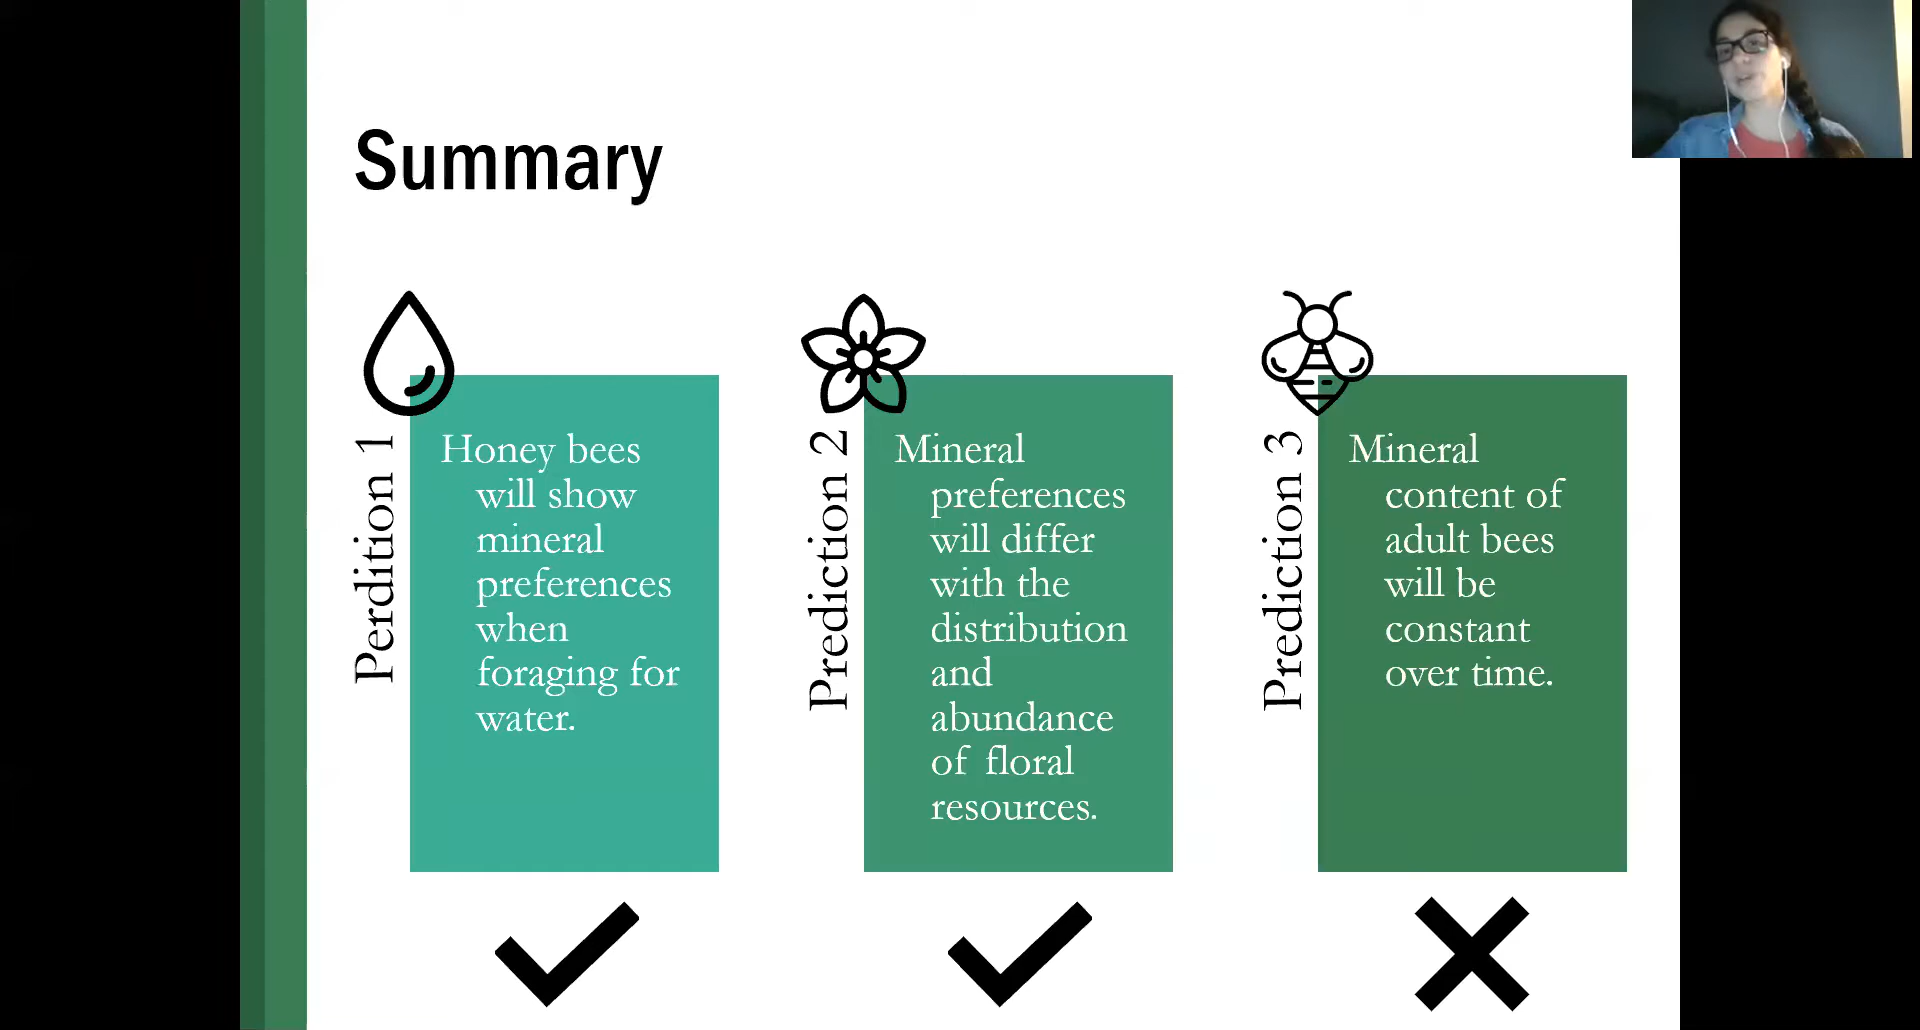 Summary
Perdition 1
Honey bees
will show
mineral
preferences
when
foraging for
water.
Prediction 2
Mineral
preferences
will differ
with the
distribution
and
abundance
of floral
resources.
Prediction 3
Mineral
content of
adult bees
will be
constant
over time.